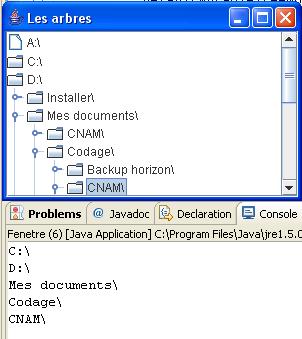 Les arbres
A:\
C:\
D:\
Installer\
Mes documents\
CNAM\
Codage\
Backup horizon\
CNAM\
Problems @ Javadoc Declaration Console
Fenetre (6) [Java Application] C:\Program Files\Java\jre1.5.0
C:\
D:\
Mes documents\
Codage\
CNAM\